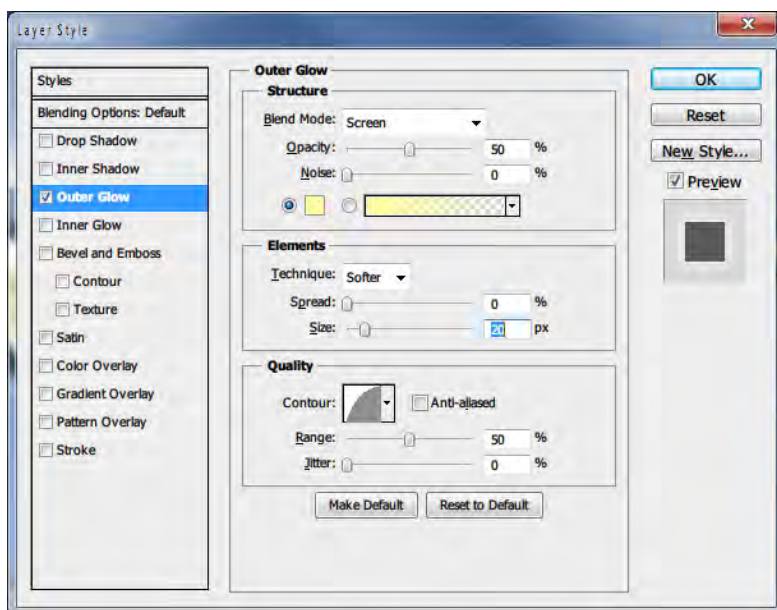 Layer Style
Styles
Blending Options: Default
Drop Shadow
Inner Shadow
Outer Glow
Inner Glow
Bevel and Emboss
Contour
Texture
Satin
Color Overlay
Gradient Overlay
Pattern Overlay
Stroke
Outer Glow
Structure
Blend Mode: Screen
Opacity: 50 %
Noise: 0 %
Elements
Technique: Softer
Spread: 0 %
Size: 20 px
Quality
Contour: Anti-aliased
Range: 50 %
Jitter: 0 %
Make Default Reset to Default
OK
Reset
New Style...
Preview